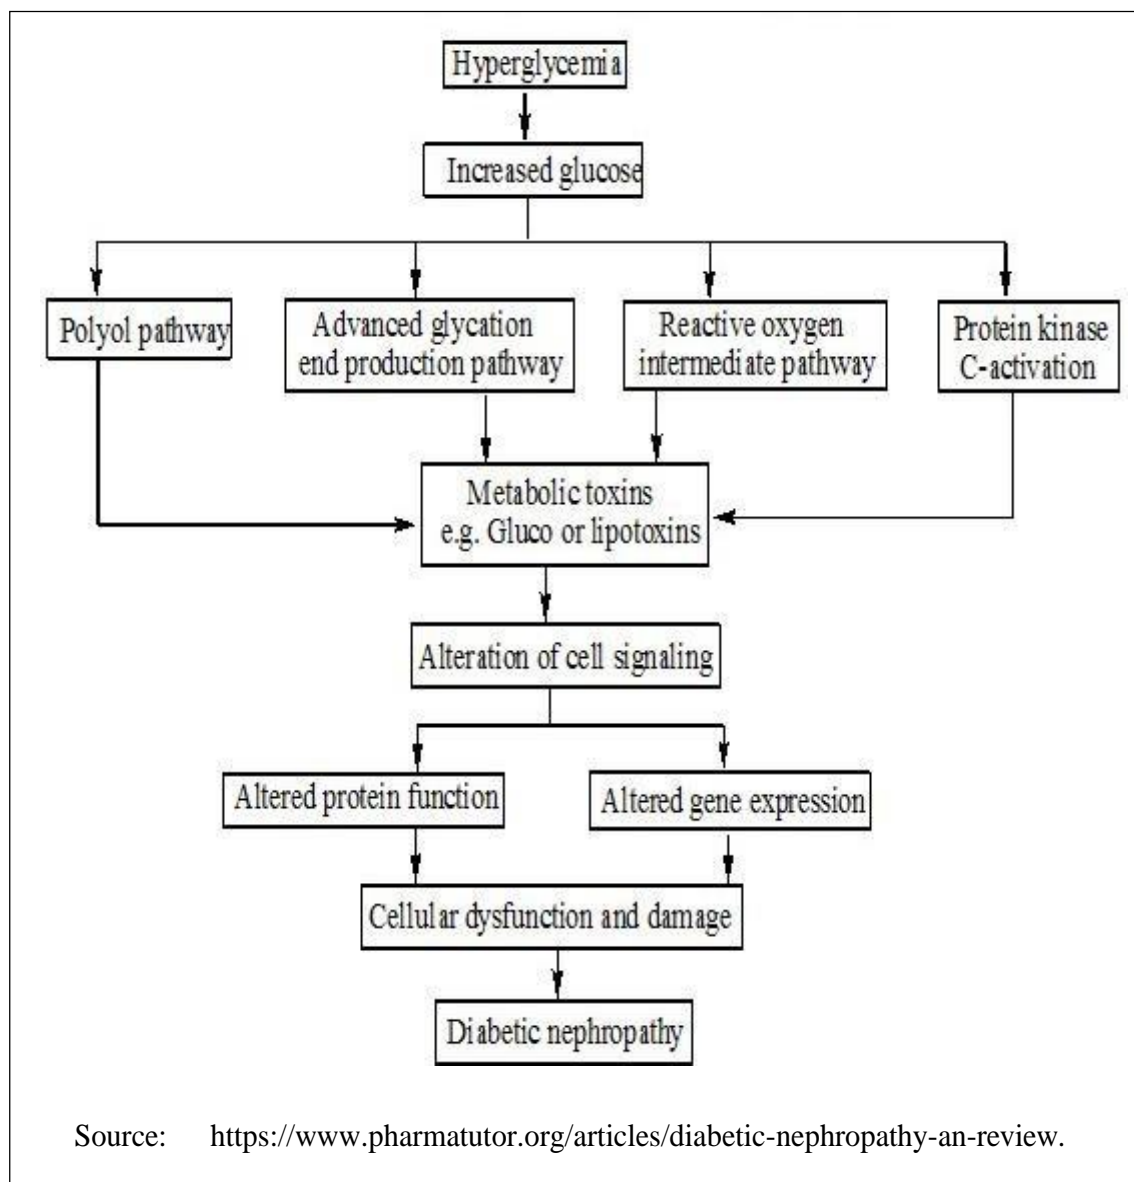 Hyperglycemia
Increased glucose
Polyol pathway
Advanced glycation
end production pathway
Reactive oxygen
intermediate pathway
Protein kinase
C-activation
Metabolic toxins
e.g. Gluco or lipotoxins
Alteration of cell signaling
Altered protein function
Altered gene expression
Cellular dysfunction and damage
Diabetic nephropathy
Source: https://www.pharmatutor.org/articles/diabetic-nephropathy-an-review.